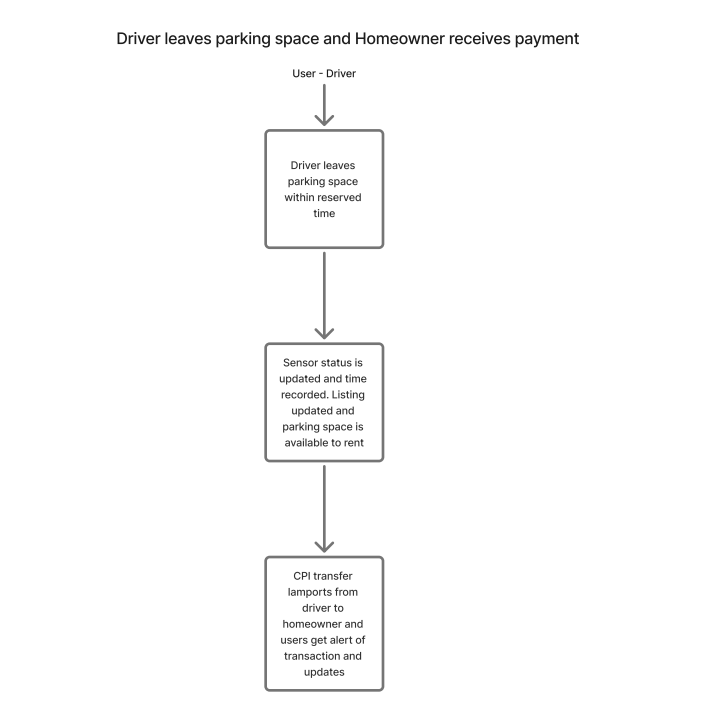 Driver leaves parking space and Homeowner receives payment
User - Driver
Driver leaves
parking space
within reserved
time
Sensor status is
updated and time
recorded. Listing
updated and
parking space is
available to rent
CPI transfer
lamports from
driver to
homeowner and
users get alert of
transaction and
updates